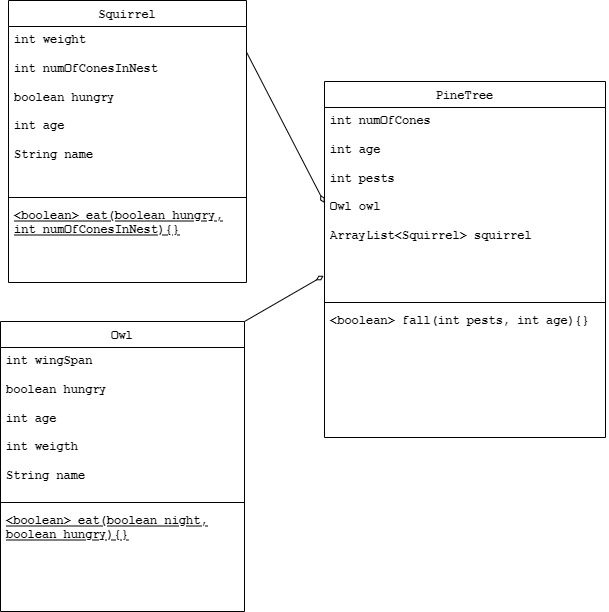 Squirrel
int weight
int numOfConesInNest
boolean hungry
int age
String name
<boolean> eat(boolean hungry,
int numOfConesInNest){}
PineTree
int numOfCones
int age
int pests
Owl owl
ArrayList<Squirrel> squirrel
<boolean> fall(int pests, int age){}
Owl
int wingSpan
boolean hungry
int age
int weigth
String name
<boolean> eat(boolean night,
boolean hungry){}